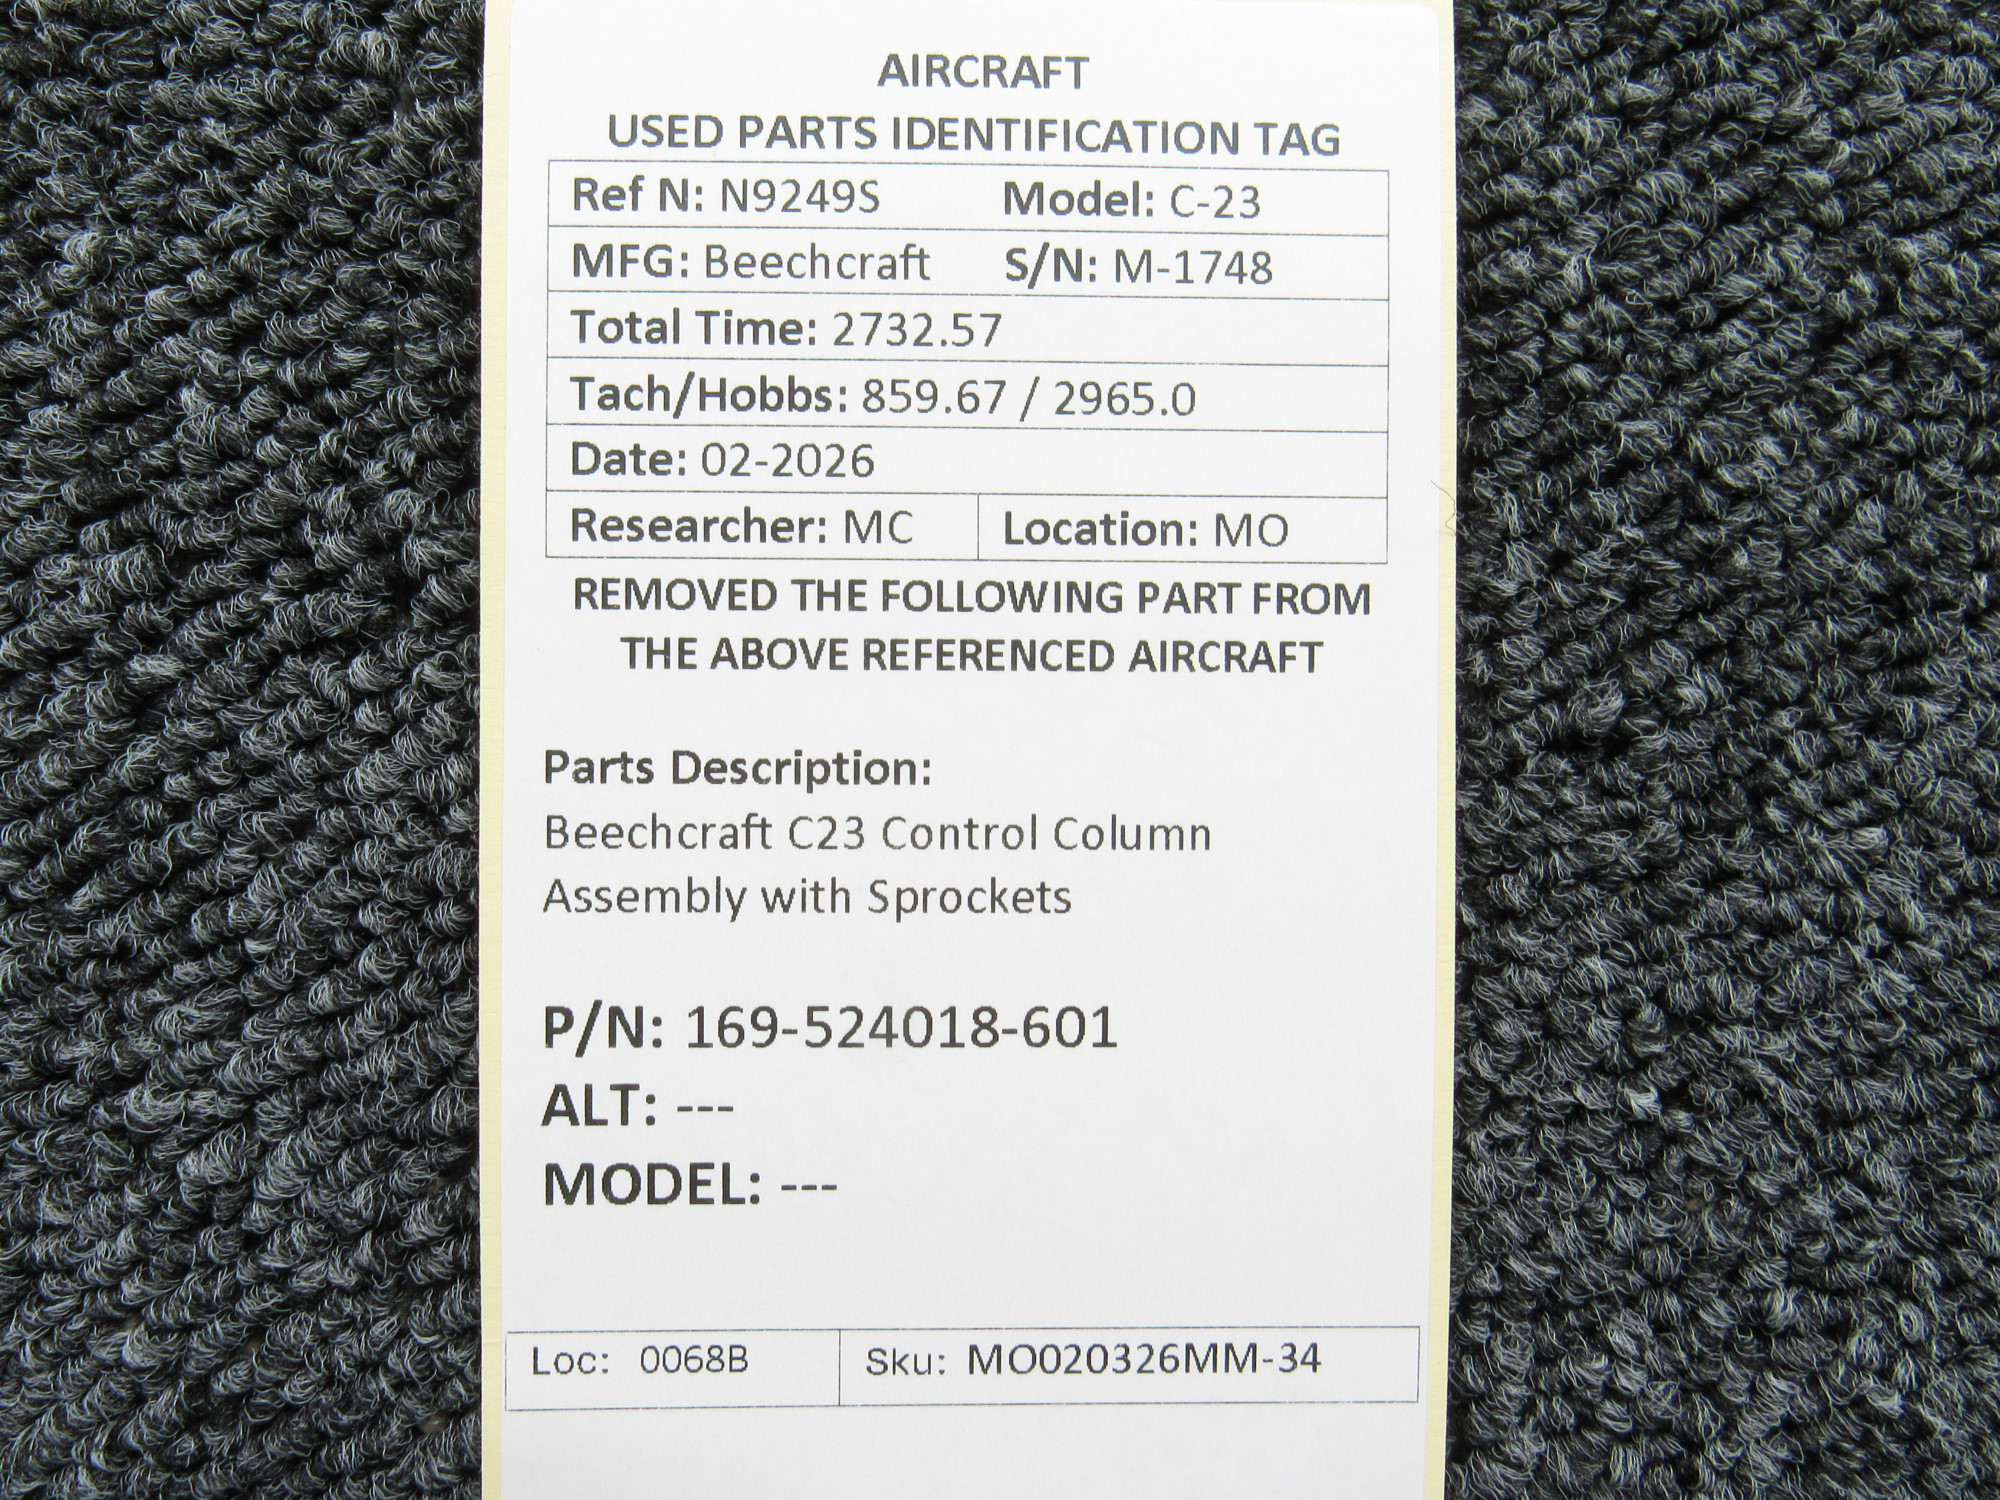 AIRCRAFT
USED PARTS IDENTIFICATION TAG
Ref N: N9249S Model: C-23
MFG: Beechcraft S/N: M-1748
Total Time: 2732.57
Tach/Hobbs: 859.67 / 2965.0
Date: 02-2026
Researcher: MC Location: MO
REMOVED THE FOLLOWING PART FROM
THE ABOVE REFERENCED AIRCRAFT
Parts Description:
Beechcraft C23 Control Column
Assembly with Sprockets
P/N: 169-524018-601
ALT: ---
MODEL: ---
Loc: 0068B Sku: MO020326MM-34